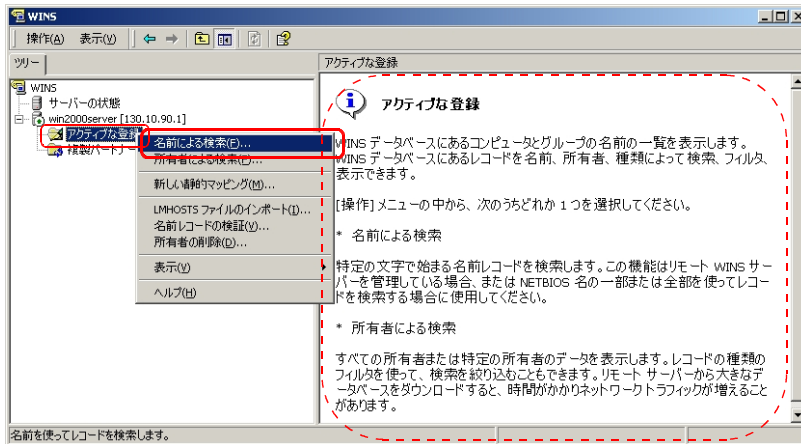 WINS
操作(A) 表示(V)
ツリー
アクティブな登録
WINS
サーバーの状態
win2000server [130.10.90.1]
アクティブな登録
複製パートナー
名前による検索(F)...
所有者による検索(E)...
新しい静的マッピング(M)...
LMHOSTS ファイルのインポート(I)...
名前レコードの検証(V)...
所有者の削除(D)...
表示(V)
ヘルプ(H)
アクティブな登録
WINS データベースにあるコンピュータとグループの名前の一覧を表示します。
WINS データベースにあるレコードを名前、所有者、種類によって検索、フィルタ、
表示できます。
[操作] メニューの中から、次のうちどれか 1 つを選択してください。
* 名前による検索
特定の文字で始まる名前レコードを検索します。この機能はリモート WINS サー
バーを管理している場合、または NETBIOS 名の一部または全部を使ってレコー
ドを検索する場合に使用してください。
* 所有者による検索
すべての所有者または特定の所有者のデータを表示します。レコードの種類の
フィルタを使って、検索を絞り込むこともできます。リモート サーバーから大きなデ
ータベースをダウンロードすると、時間がかかりネットワークトラフィックが増えること
があります。
名前を使ってレコードを検索します。